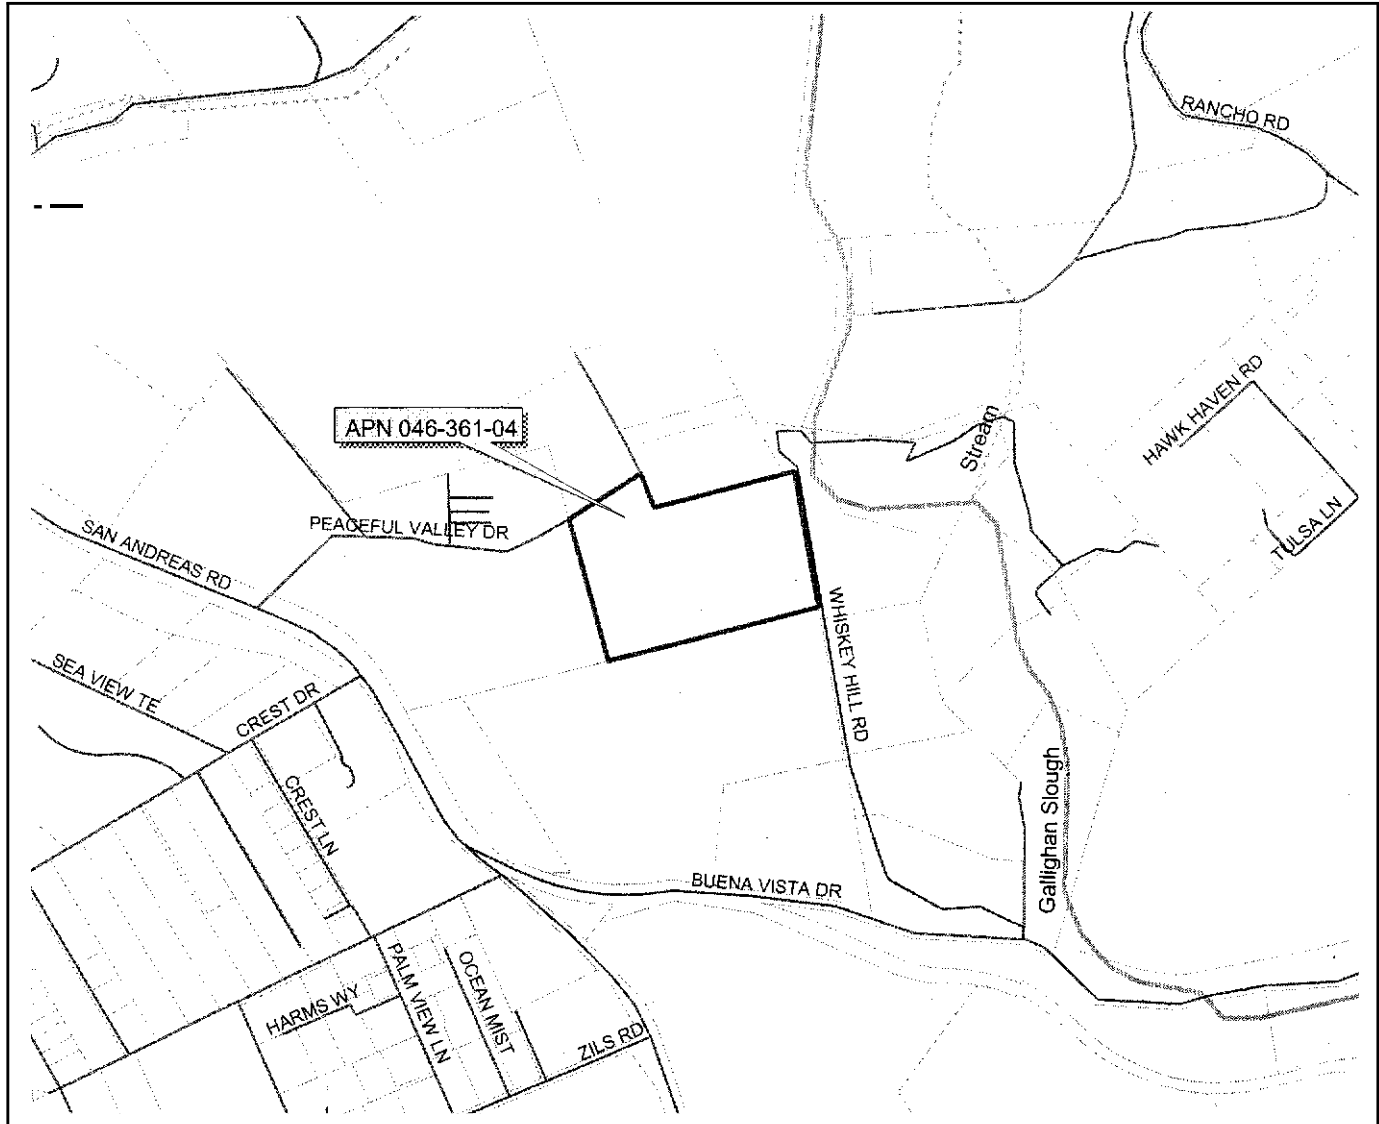 RANCHO RD
HAWK HAVEN RD
APN 046-361-04
Stream
PEACEFUL VALLEY DR
SAN ANDREAS RD
TULSA LN
WHISKEY HILL RD
SEA VIEW TE
CREST DR
CREST LN
Gallighan Slough
BUENA VISTA DR
PALM VIEW LN
OCEAN MIST
HARMS WY
ZILS RD